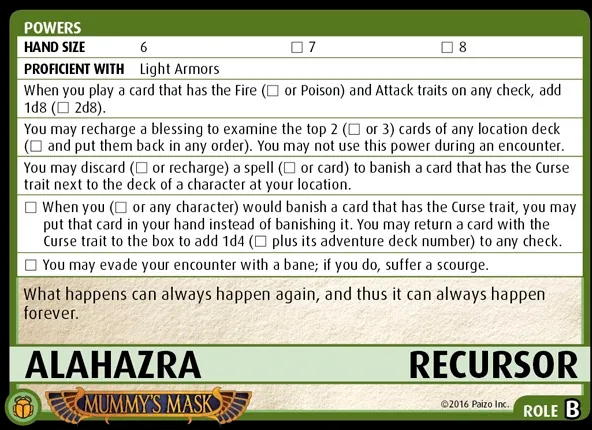 POWERS
HAND SIZE 6 □ 7 □ 8
PROFICIENT WITH Light Armors
When you play a card that has the Fire (□ or Poison) and Attack traits on any check, add
1d8 (□ 2d8).
You may recharge a blessing to examine the top 2 (□ or 3) cards of any location deck
(□ and put them back in any order). You may not use this power during an encounter.
You may discard (□ or recharge) a spell (□ or card) to banish a card that has the Curse
trait next to the deck of a character at your location.
□ When you (□ or any character) would banish a card that has the Curse trait, you may
put that card in your hand instead of banishing it. You may return a card with the
Curse trait to the box to add 1d4 (□ plus its adventure deck number) to any check.
□ You may evade your encounter with a bane; if you do, suffer a scourge.
What happens can always happen again, and thus it can always happen
forever.
ALAHAZRA RECURSOR
MUMMY'S MASK
©2016 Paizo Inc.
ROLE B